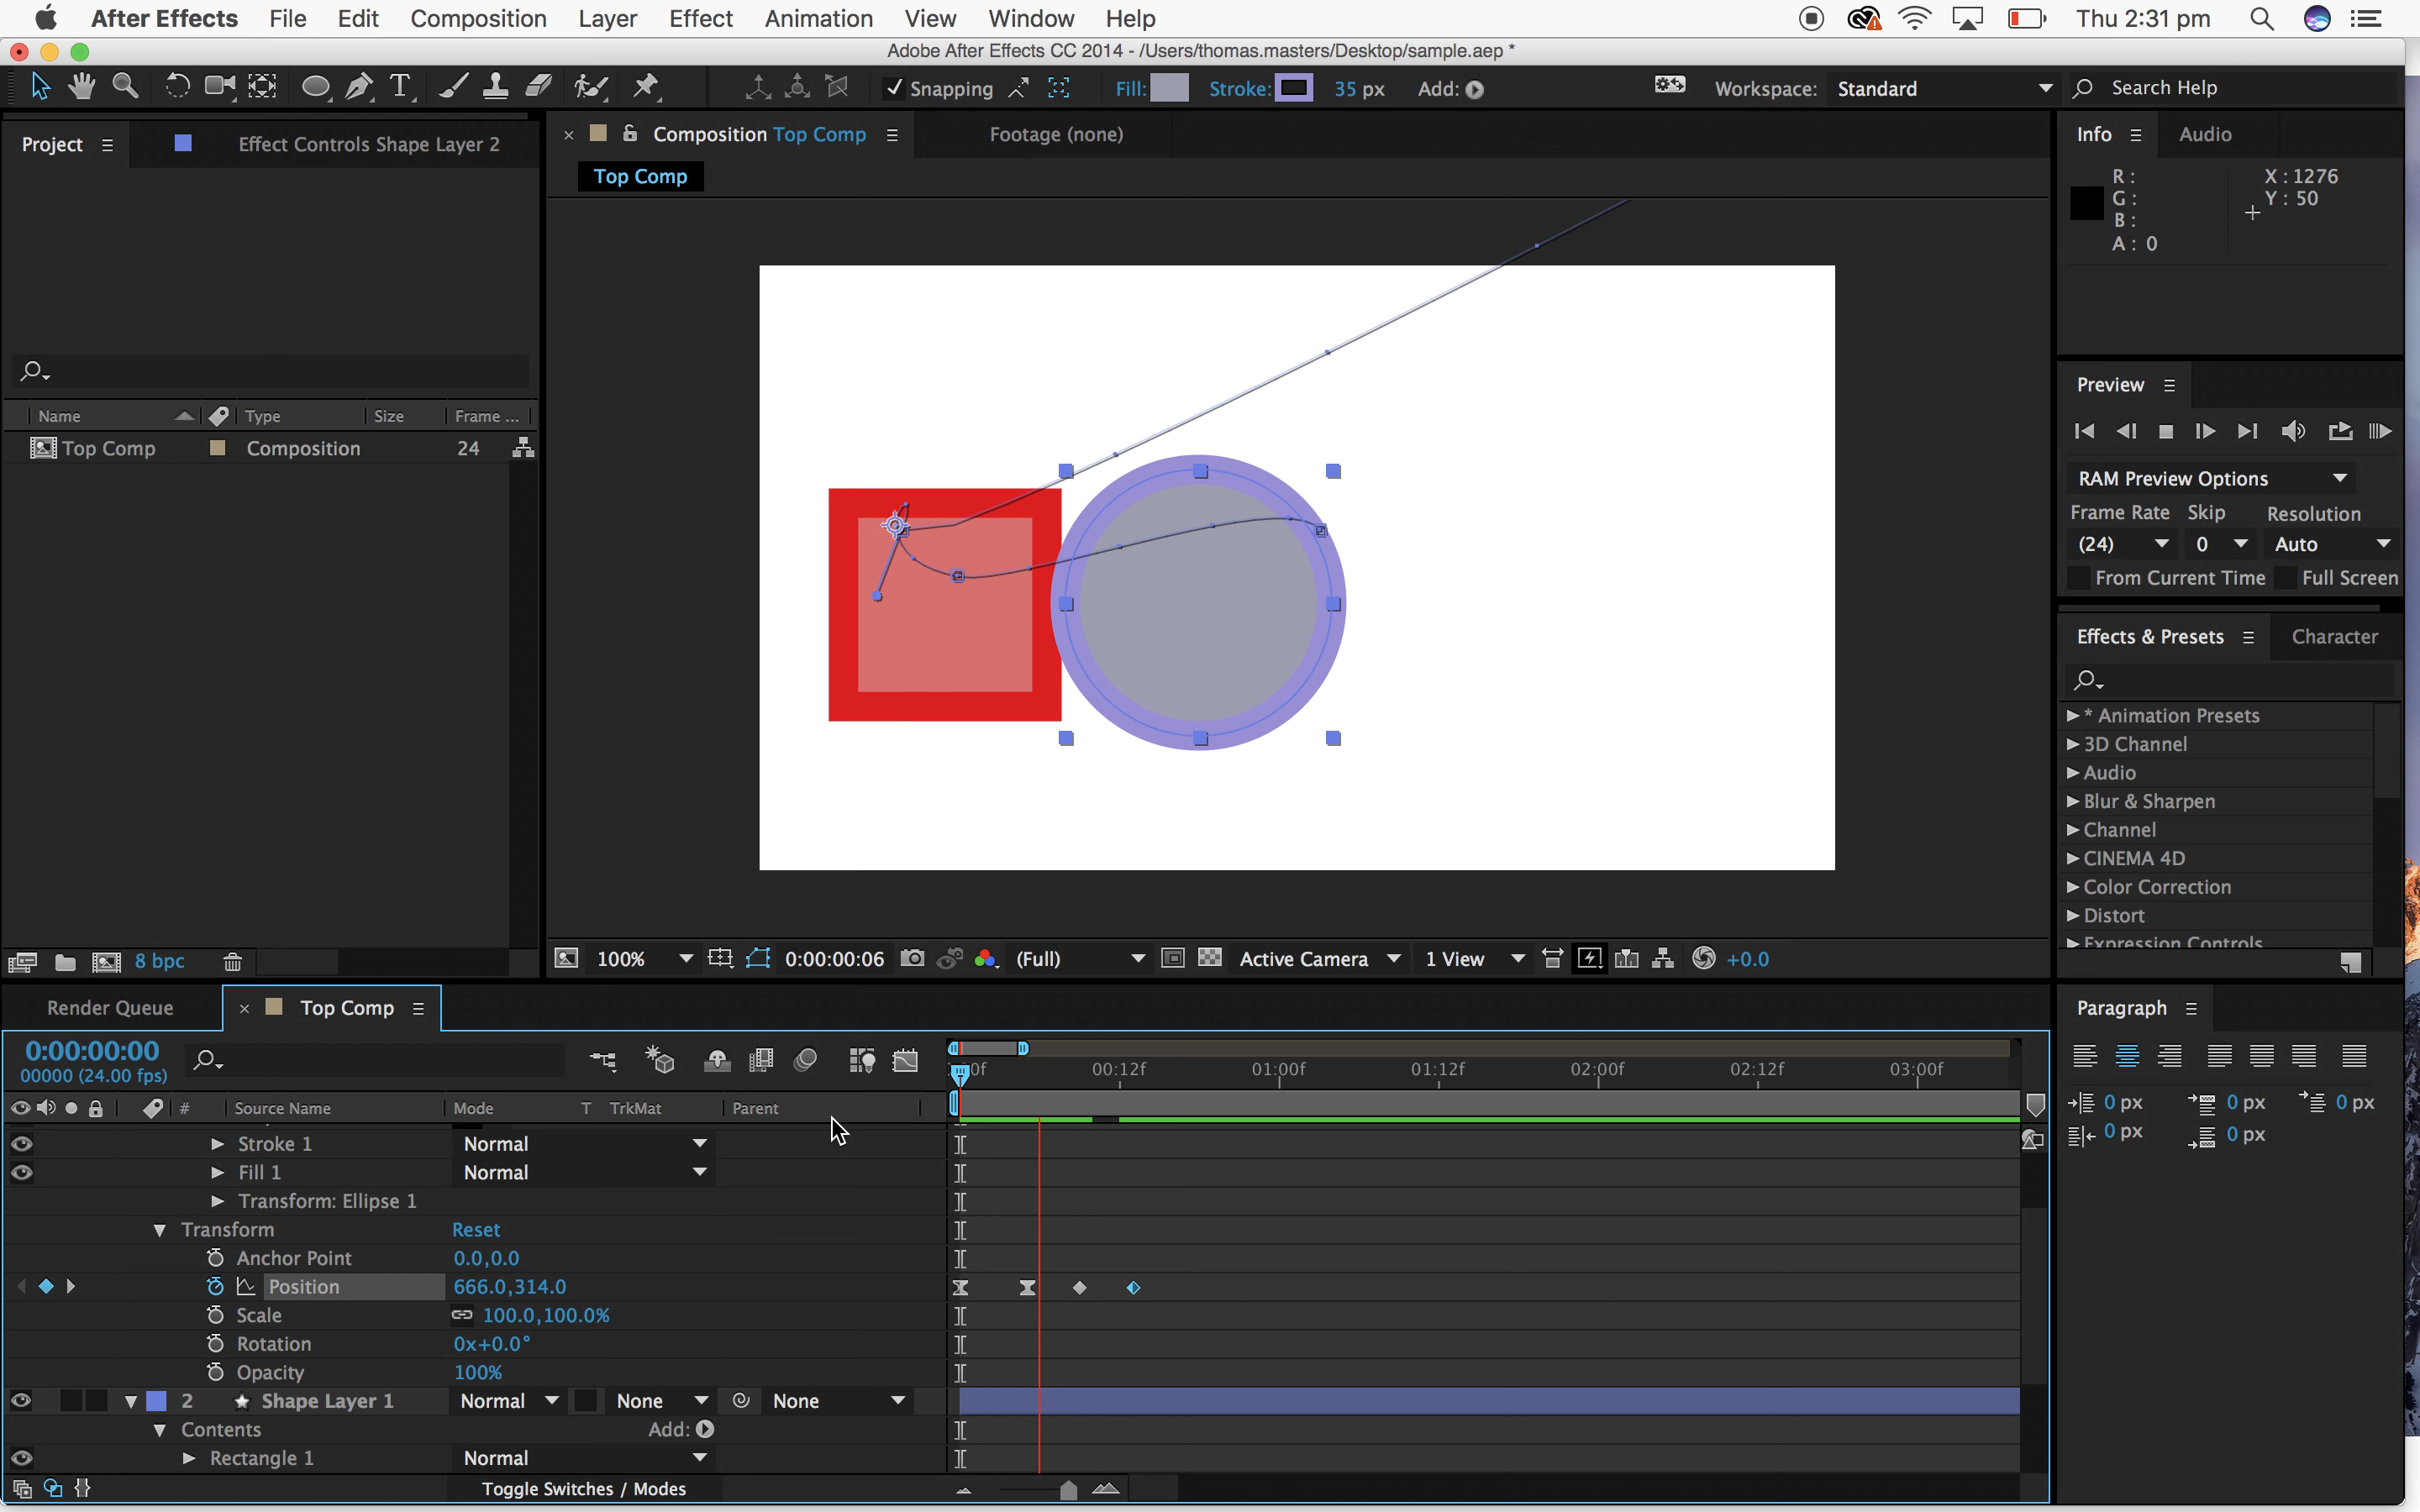 After Effects File Edit Composition Layer Effect Animation View Window Help Thu 2:31 pm
Adobe After Effects CC 2014 - /Users/thomas.masters/Desktop/sample.aep *
T Snapping Fill: Stroke: 35 px Add: Workspace: Standard Search Help
Project Effect Controls Shape Layer 2
× Composition Top Comp Footage (none)
Top Comp
Name Type Size Frame ...
Top Comp Composition 24
8 bpc
100% 0:00:00:06 (Full) Active Camera 1 View +0.0
Info Audio
R: X : 1276
G: Y : 50
B:
A: 0
Preview
RAM Preview Options
Frame Rate Skip Resolution
(24) 0 Auto
From Current Time Full Screen
Effects & Presets Character
* Animation Presets
3D Channel
Audio
Blur & Sharpen
Channel
CINEMA 4D
Color Correction
Distort
Expression Controls
Render Queue × Top Comp
0:00:00:00
00000 (24.00 fps)
00:12f 01:00f 01:12f 02:00f 02:12f 03:00f
# Source Name Mode T TrkMat Parent
Stroke 1 Normal
Fill 1 Normal
Transform: Ellipse 1
Transform Reset
Anchor Point 0.0,0.0
Position 666.0,314.0
Scale 100.0,100.0%
Rotation 0x+0.0°
Opacity 100%
2 Shape Layer 1 Normal None None
Contents Add:
Rectangle 1 Normal
Toggle Switches / Modes
Paragraph
0 px 0 px 0 px
0 px 0 px